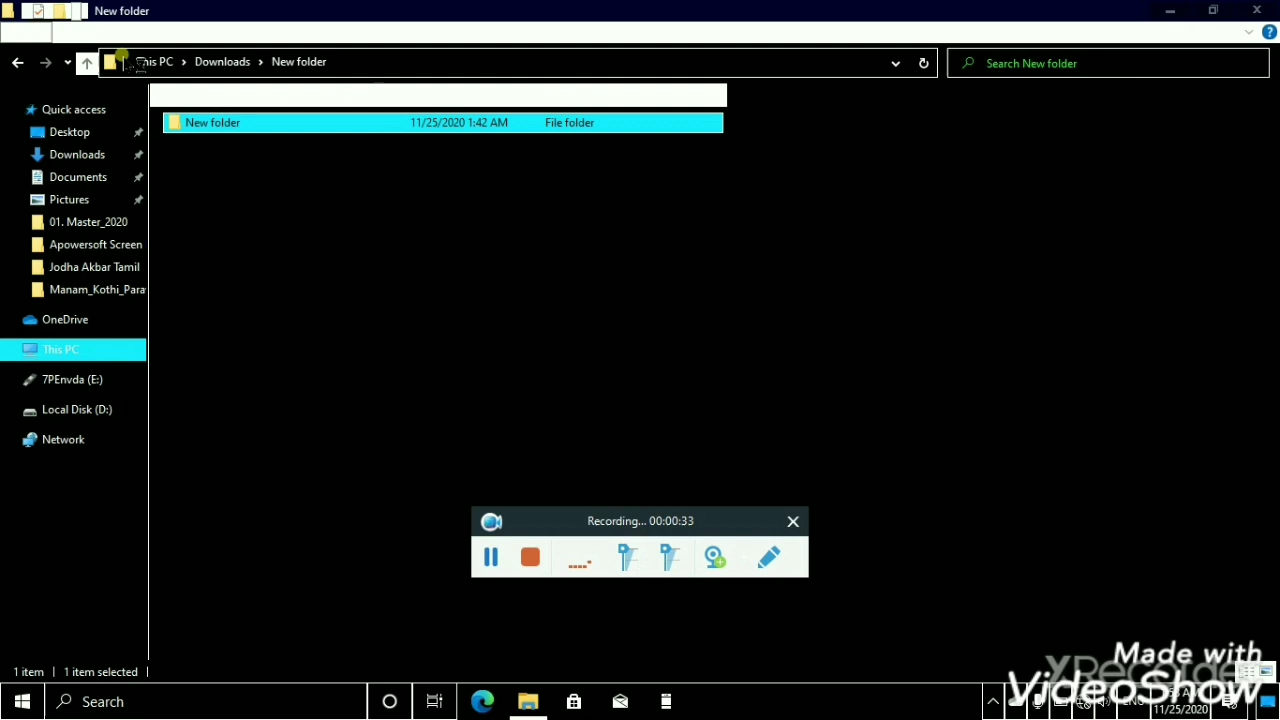 New folder
This PC > Downloads > New folder
Search New folder
New folder 11/25/2020 1:42 AM File folder
Quick access
Desktop
Downloads
Documents
Pictures
01. Master_2020
Apowersoft Screen
Jodha Akbar Tamil
Manam_Kothi_Para
OneDrive
This PC
7PEnvda (E:)
Local Disk (D:)
Network
Recording... 00:00:33
1 item 1 item selected
Made with
XRecorder
VideoShow
Search
ENG
11/25/2020